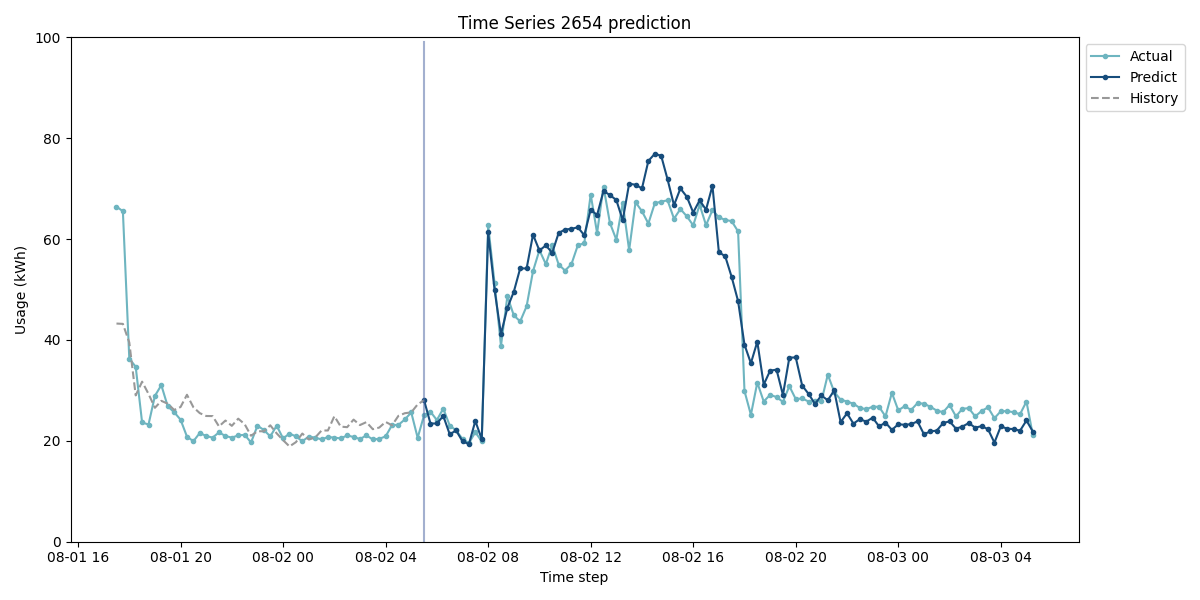 Time Series 2654 prediction
100
80
60
40
20
0
Usage (kWh)
08-01 16
08-01 20
08-02 00
08-02 04
08-02 08
08-02 12
08-02 16
08-02 20
08-03 00
08-03 04
Time step
Actual
Predict
History